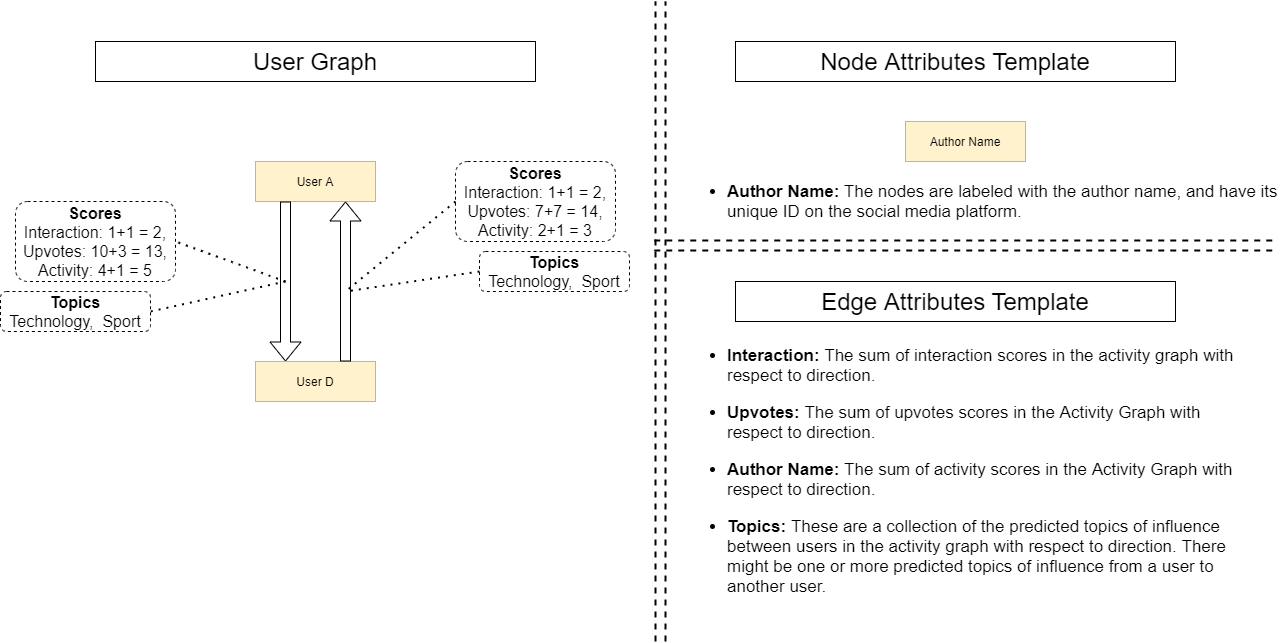 User Graph
User A
Scores
Interaction: 1+1 = 2,
Upvotes: 10+3 = 13,
Activity: 4+1 = 5
Topics
Technology,  Sport
Scores
Interaction: 1+1 = 2,
Upvotes: 7+7 = 14,
Activity: 2+1 = 3
Topics
Technology,  Sport
User D
Node Attributes Template
Author Name
• Author Name: The nodes are labeled with the author name, and have its
unique ID on the social media platform.
Edge Attributes Template
• Interaction: The sum of interaction scores in the activity graph with
respect to direction.
• Upvotes: The sum of upvotes scores in the Activity Graph with
respect to direction.
• Author Name: The sum of activity scores in the Activity Graph with
respect to direction.
• Topics: These are a collection of the predicted topics of influence
between users in the activity graph with respect to direction. There
might be one or more predicted topics of influence from a user to
another user.